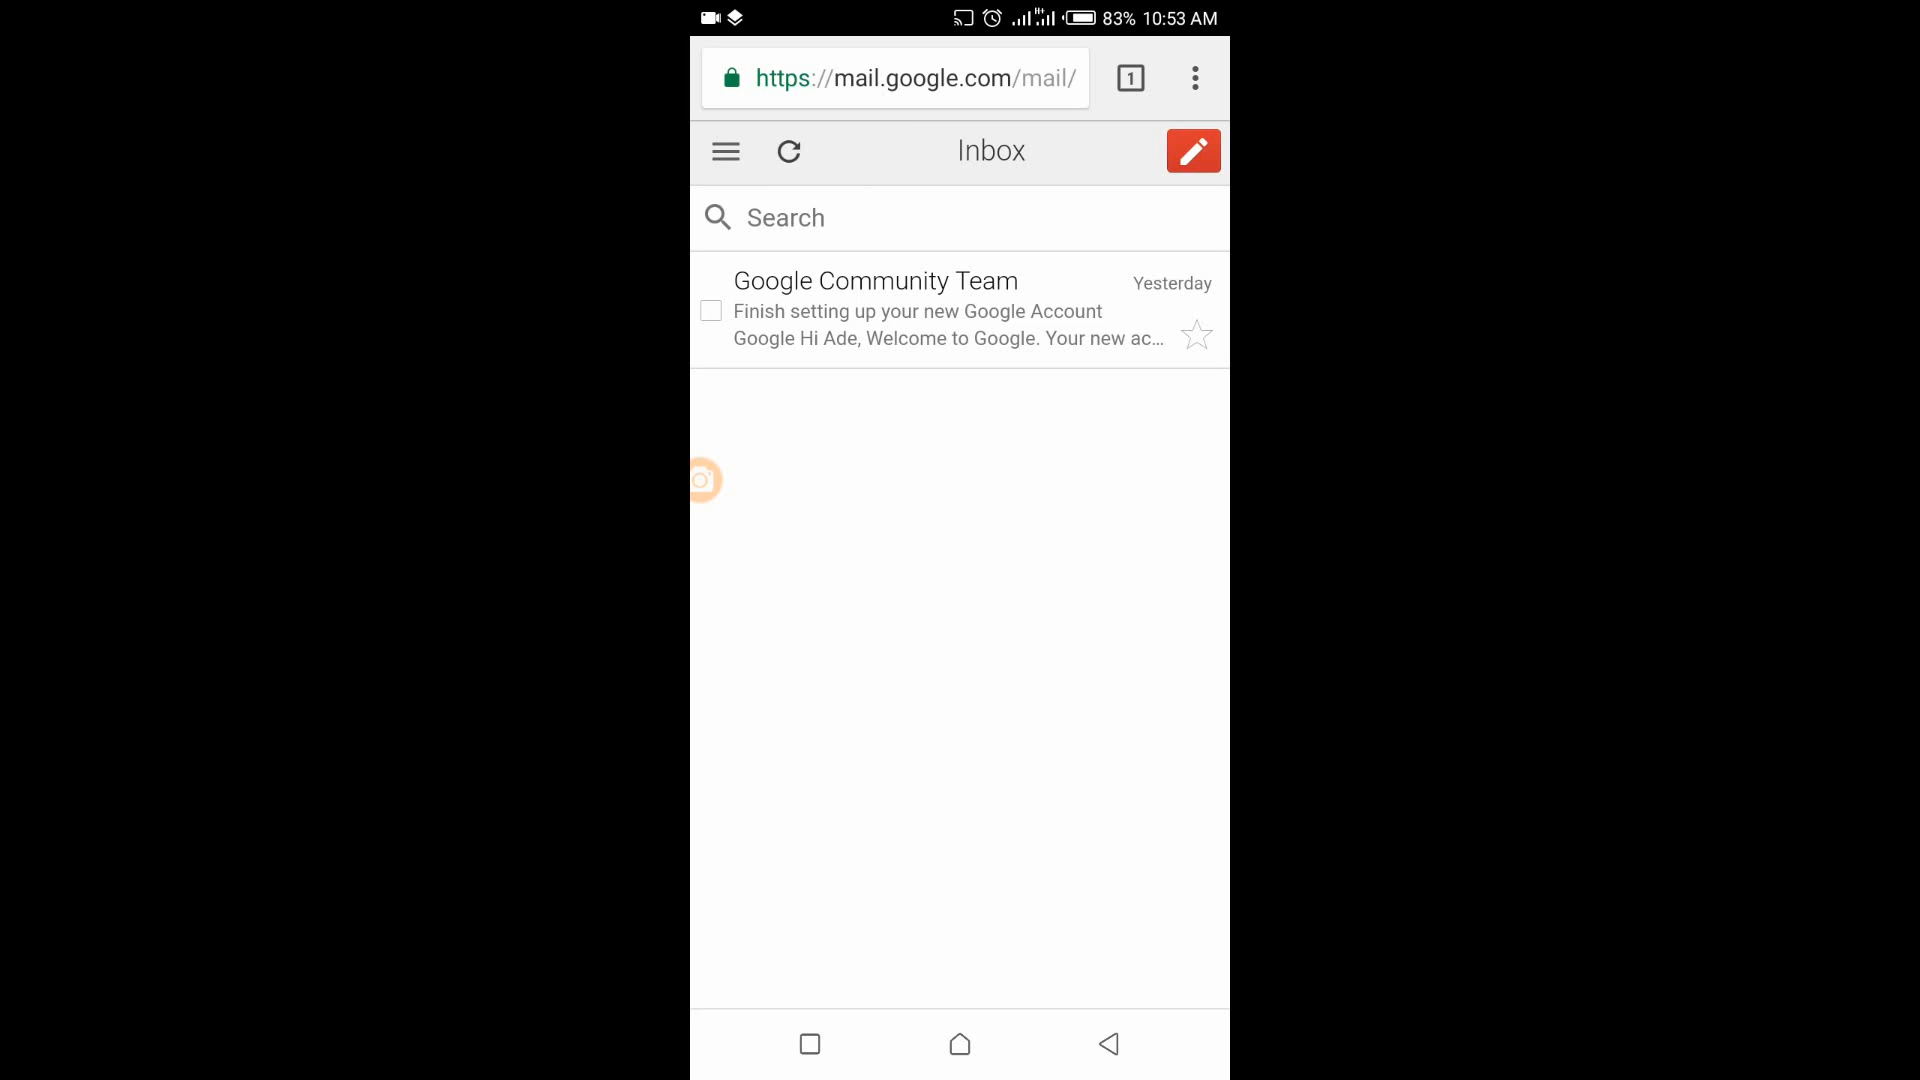 83% 10:53 AM
https://mail.google.com/mail/
1
Inbox
Search
Google Community Team
Yesterday
Finish setting up your new Google Account
Google Hi Ade, Welcome to Google. Your new ac...